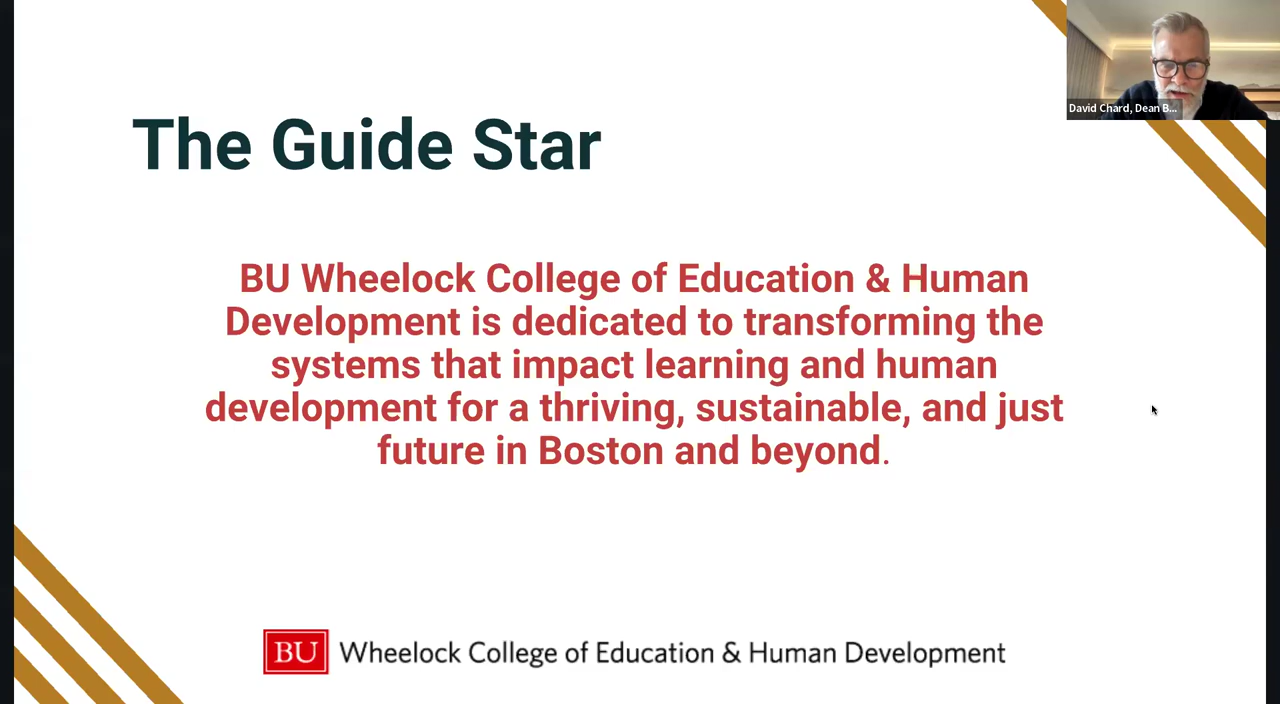 David Chard, Dean B...
The Guide Star
BU Wheelock College of Education & Human
Development is dedicated to transforming the
systems that impact learning and human
development for a thriving, sustainable, and just
future in Boston and beyond.
BU Wheelock College of Education & Human Development